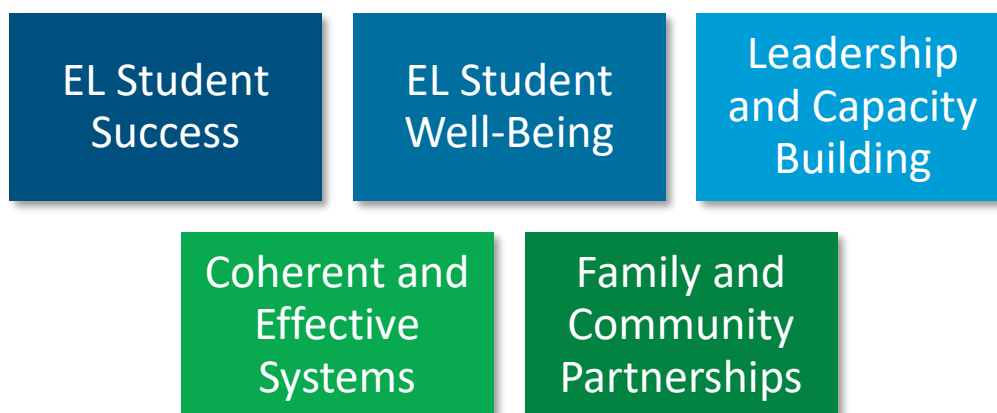 EL Student
Success
EL Student
Well-Being
Leadership
and Capacity
Building
Coherent and
Effective
Systems
Family and
Community
Partnerships